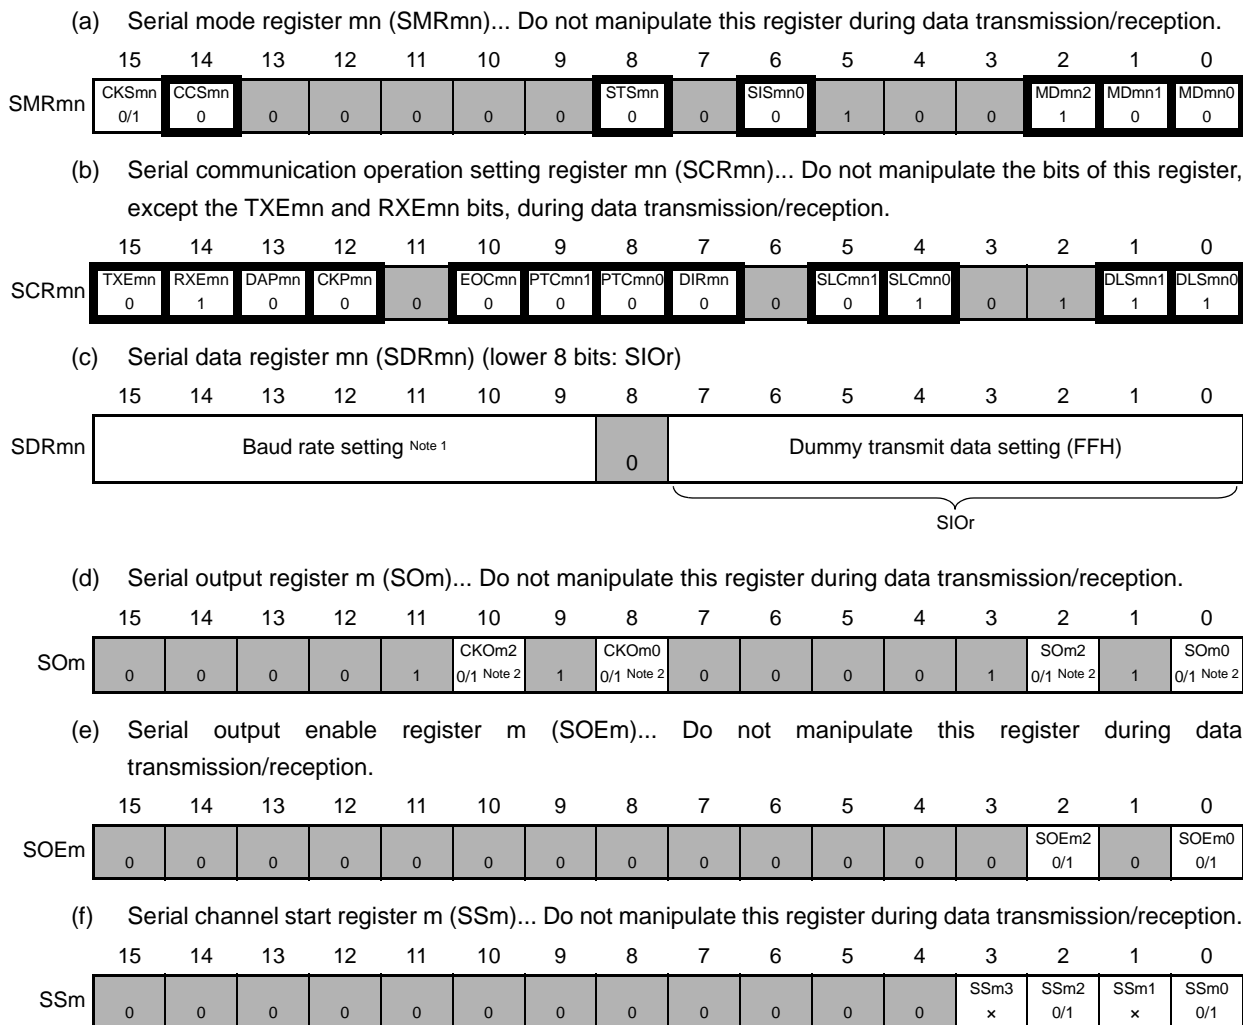 (a) Serial mode register mn (SMRmn)... Do not manipulate this register during data transmission/reception.
15 14 13 12 11 10 9 8 7 6 5 4 3 2 1 0
CKSmn CCSmn STSmn SISmn0 MDmn2 MDmn1 MDmn0
SMRmn
0/1 0 0 0 0 0 0 0 0 0 1 0 0 1 0 0
(b) Serial communication operation setting register mn (SCRmn)... Do not manipulate the bits of this register,
except the TXEmn and RXEmn bits, during data transmission/reception.
15 14 13 12 11 10 9 8 7 6 5 4 3 2 1 0
TXEmn RXEmn DAPmn CKPmn EOCmn PTCmn1 PTCmn0 DIRmn SLCmn1 SLCmn0 DLSmn1 DLSmn0
SCRmn
0 1 0 0 0 0 0 0 0 0 0 1 0 1 1 1
(c) Serial data register mn (SDRmn) (lower 8 bits: SIOr)
15 14 13 12 11 10 9 8 7 6 5 4 3 2 1 0
SDRmn Baud rate setting Note 1 0 Dummy transmit data setting (FFH)
SIOr
(d) Serial output register m (SOm)... Do not manipulate this register during data transmission/reception.
15 14 13 12 11 10 9 8 7 6 5 4 3 2 1 0
CKOm2 CKOm0 SOm2 SOm0
SOm
0 0 0 0 1 0/1 Note 2 1 0/1 Note 2 0 0 0 0 1 0/1 Note 2 1 0/1 Note 2
(e) Serial output enable register m (SOEm)... Do not manipulate this register during data
transmission/reception.
15 14 13 12 11 10 9 8 7 6 5 4 3 2 1 0
SOEm2 SOEm0
SOEm
0 0 0 0 0 0 0 0 0 0 0 0 0 0/1 0 0/1
(f) Serial channel start register m (SSm)... Do not manipulate this register during data transmission/reception.
15 14 13 12 11 10 9 8 7 6 5 4 3 2 1 0
SSm3 SSm2 SSm1 SSm0
SSm
0 0 0 0 0 0 0 0 0 0 0 0 × 0/1 × 0/1